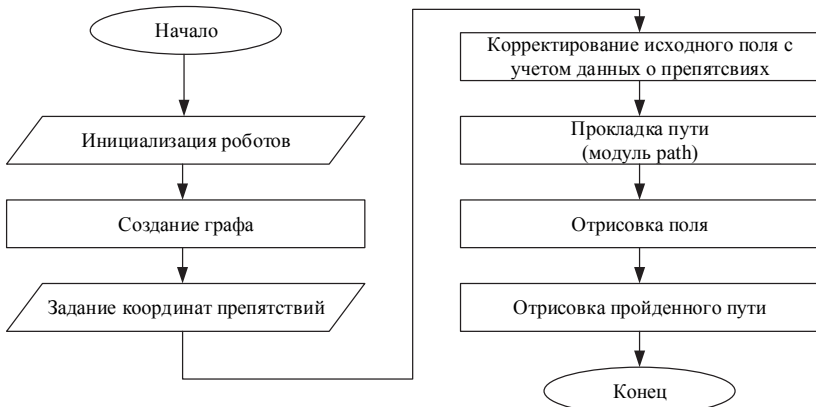 Начало
Инициализация роботов
Создание графа
Задание координат препятствий
Корректирование исходного поля с
учетом данных о препятсвиях
Прокладка пути
(модуль path)
Отрисовка поля
Отрисовка пройденного пути
Конец